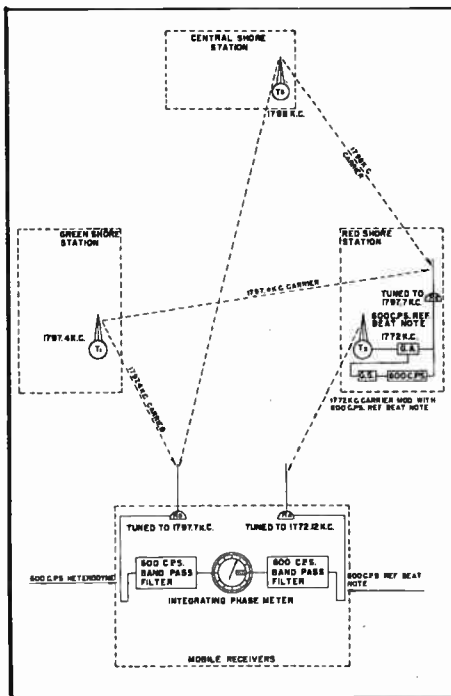 CENTRAL SHORE
STATION
1798 K.C.
1798 K.C.
CARRIER
GREEN SHORE
STATION
RED SHORE
STATION
1797.4 K.C. CARRIER
TUNED TO
1797.7 K.C.
600 C.P.S. REF.
BEAT NOTE
1772 K.C.
1797.4 K.C.
G.A.
G.S.
600 C.P.S.
1797.4 K.C. CARRIER
1772 K.C. CARRIER MOD WITH
600 C.P.S. REF BEAT NOTE
TUNED TO 1797.7 K.C.
TUNED TO 1772.12 K.C.
600 C.P.S.
BAND PASS
FILTER
600 C.P.S.
BAND PASS
FILTER
600 C.P.S HETERODYNE
600 C.P.S REF BEAT
NOTE
INTEGRATING PHASE METER
MOBILE RECEIVERS